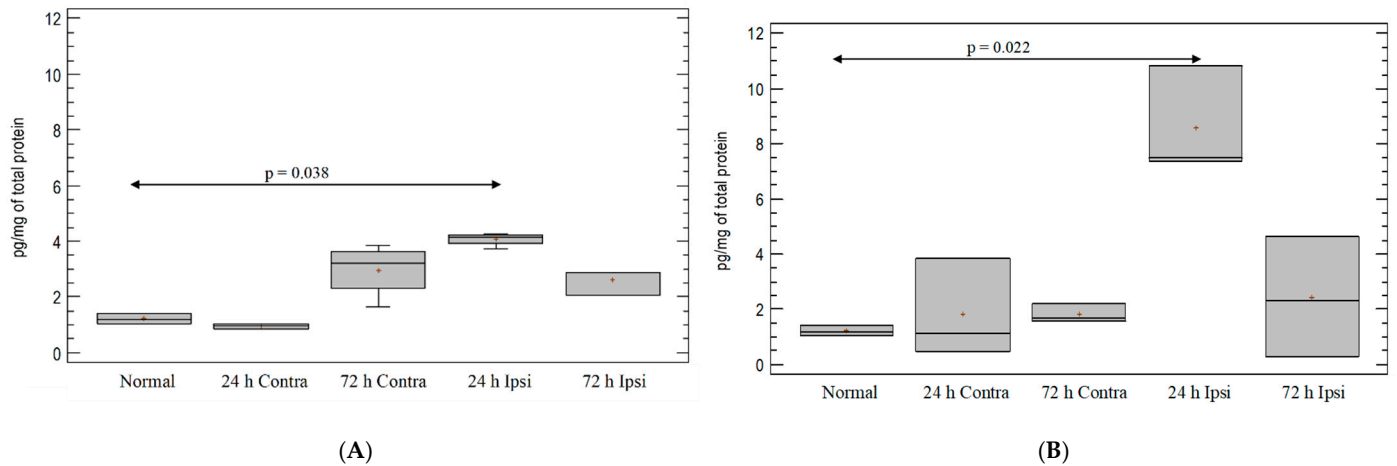 12
10
8
6
4
2
0
pg/mg of total protein
p = 0.038
Normal 24 h Contra 72 h Contra 24 h Ipsi 72 h Ipsi
(A)
12
10
8
6
4
2
0
pg/mg of total protein
p = 0.022
Normal 24 h Contra 72 h Contra 24 h Ipsi 72 h Ipsi
(B)